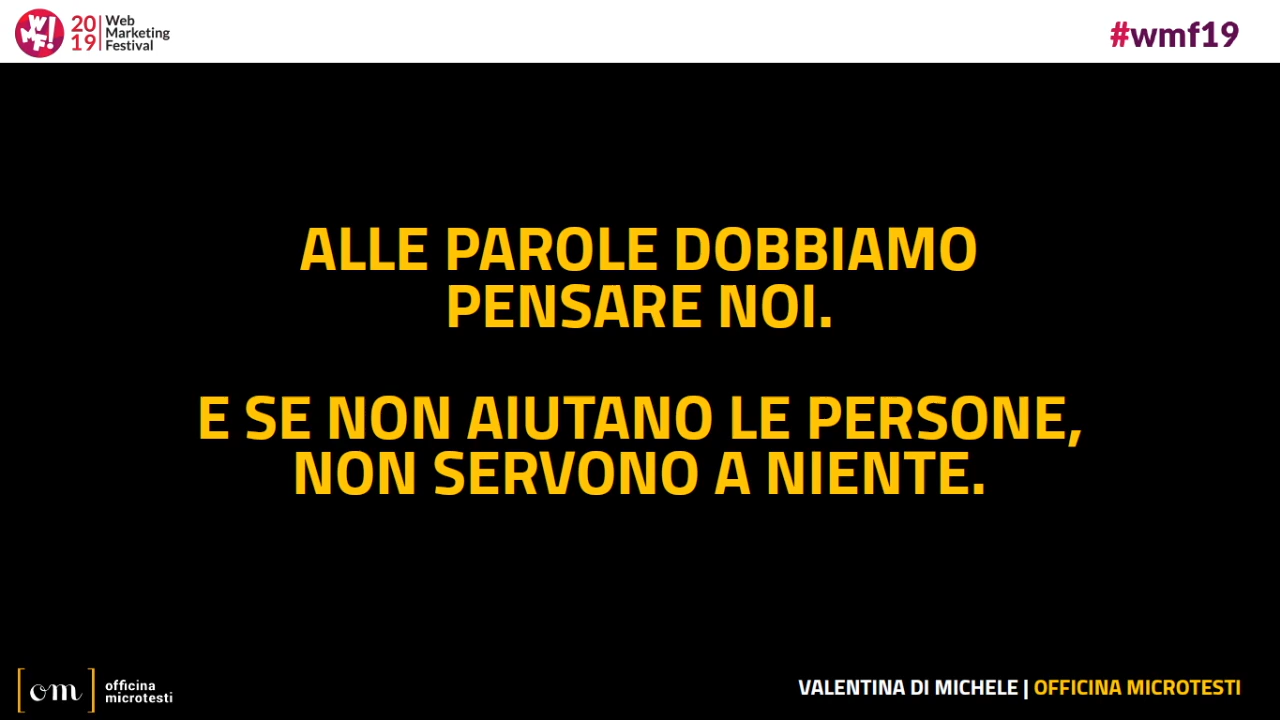 WMF!
20
19
Web
Marketing
Festival
#wmf19
ALLE PAROLE DOBBIAMO
PENSARE NOI.
E SE NON AIUTANO LE PERSONE,
NON SERVONO A NIENTE.
[om]
officina
microtesti
VALENTINA DI MICHELE | OFFICINA MICROTESTI